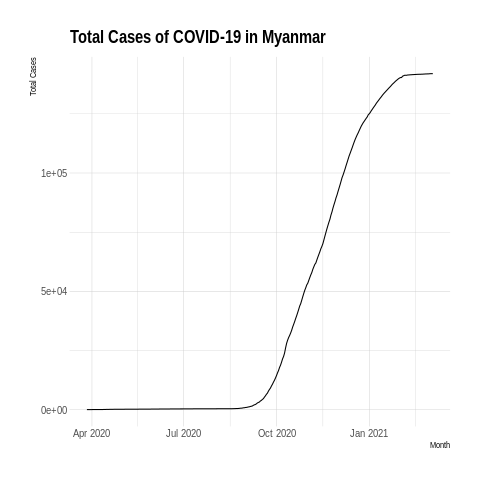 Total Cases of COVID-19 in Myanmar
Total Cases
1e+05
5e+04
0e+00
Apr 2020 Jul 2020 Oct 2020 Jan 2021
Month